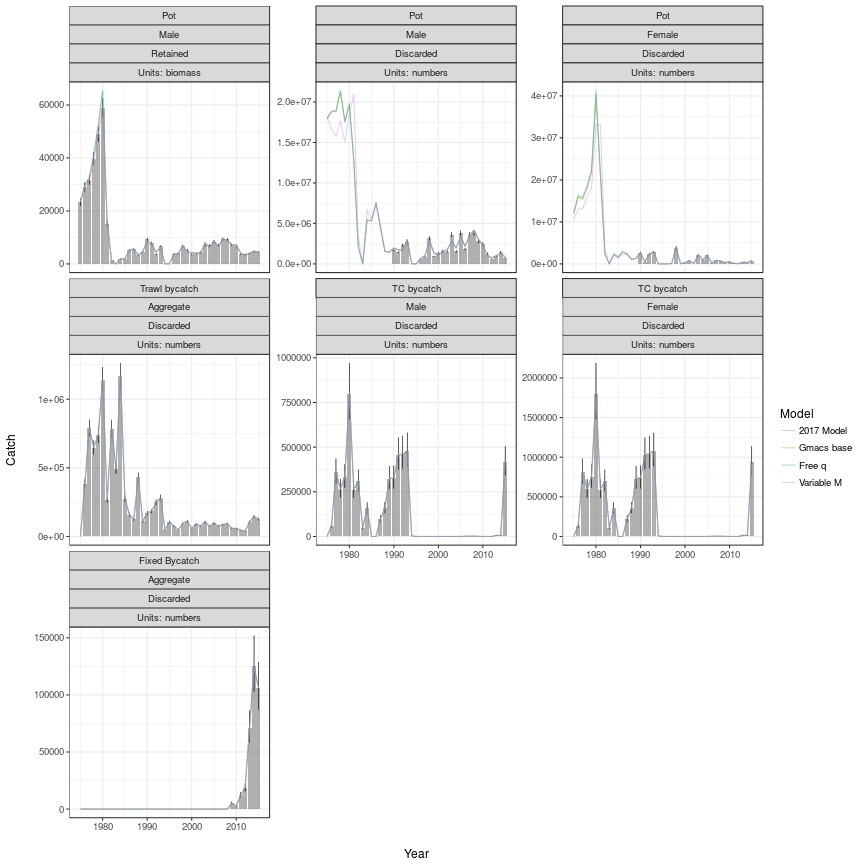 Pot
Male
Retained
Units: biomass
Pot
Male
Discarded
Units: numbers
Pot
Female
Discarded
Units: numbers
60000
40000
20000
0
2.0e+07
1.5e+07
1.0e+07
5.0e+06
0.0e+00
4e+07
3e+07
2e+07
1e+07
0e+00
Trawl bycatch
Aggregate
Discarded
Units: numbers
TC bycatch
Male
Discarded
Units: numbers
TC bycatch
Female
Discarded
Units: numbers
1e+06
5e+05
0e+00
1000000
750000
500000
250000
0
1980 1990 2000 2010
2000000
1500000
1000000
500000
0
1980 1990 2000 2010
Fixed Bycatch
Aggregate
Discarded
Units: numbers
150000
100000
50000
0
1980 1990 2000 2010
Catch
Year
Model
2017 Model
Gmacs base
Free q
Variable M